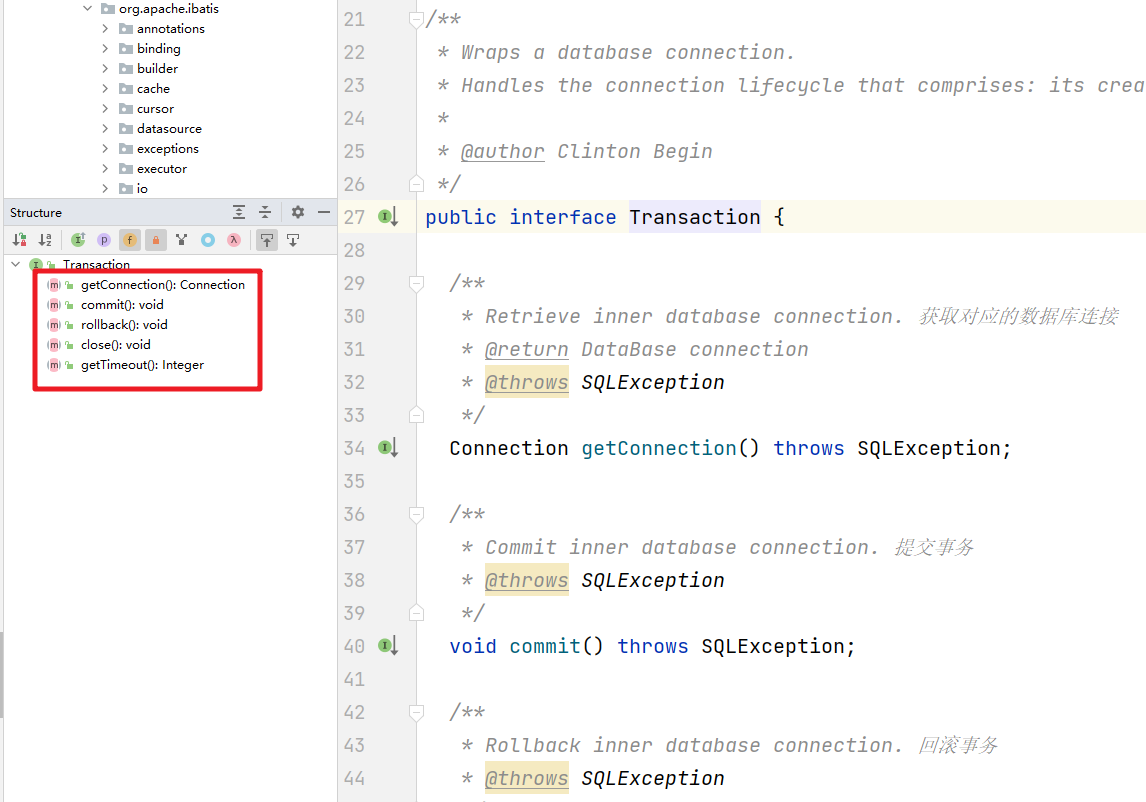 org.apache.ibatis
annotations
binding
builder
cache
cursor
datasource
exceptions
executor
io
Structure
Transaction
getConnection(): Connection
commit(): void
rollback(): void
close(): void
getTimeout(): Integer
21 /**
22 * Wraps a database connection.
23 * Handles the connection lifecycle that comprises: its crea
24 *
25 * @author Clinton Begin
26 */
27 public interface Transaction {
28
29 /**
30 * Retrieve inner database connection. 获取对应的数据库连接
31 * @return DataBase connection
32 * @throws SQLException
33 */
34 Connection getConnection() throws SQLException;
35
36 /**
37 * Commit inner database connection. 提交事务
38 * @throws SQLException
39 */
40 void commit() throws SQLException;
41
42 /**
43 * Rollback inner database connection. 回滚事务
44 * @throws SQLException